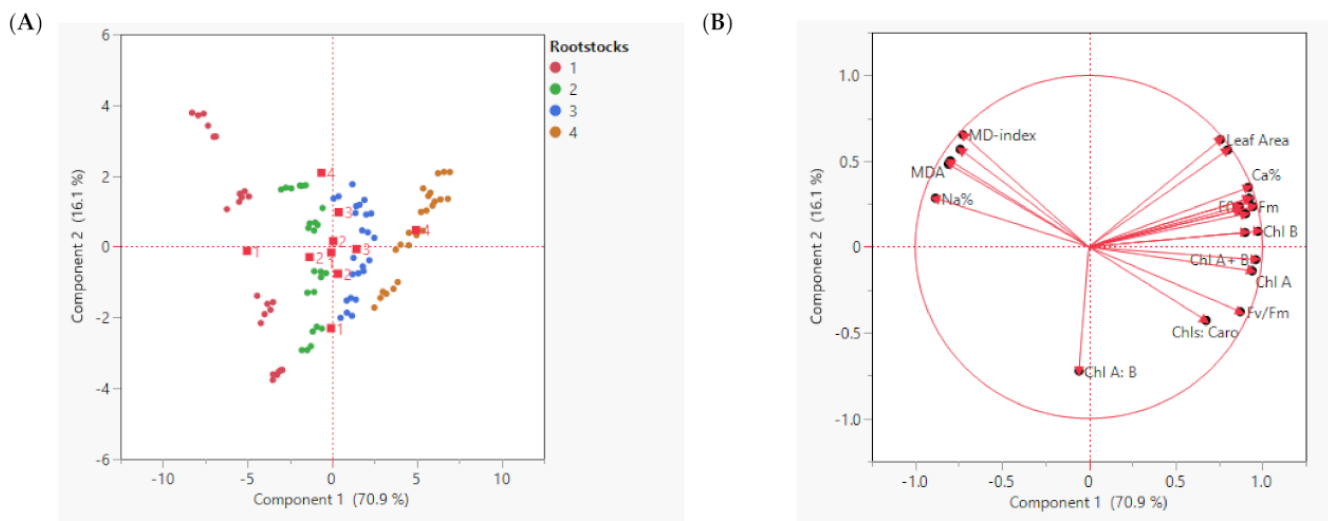 (A)
6
4
2
0
-2
-4
-6
-10
-5
0
5
10
Component 2 (16.1 %)
Component 1 (70.9 %)
Rootstocks
1
2
3
4
4
3
2
1
2
1
3
4
2
1
(B)
1.0
0.5
0
-0.5
-1.0
-1.0
-0.5
0
0.5
1.0
Component 2 (16.1 %)
Component 1 (70.9 %)
MD-index
Leaf Area
MDA
Ca%
Na%
F0
Fm
Chl B
Chl A+ B
Chl A
Fv/Fm
Chls: Caro
Chl A: B